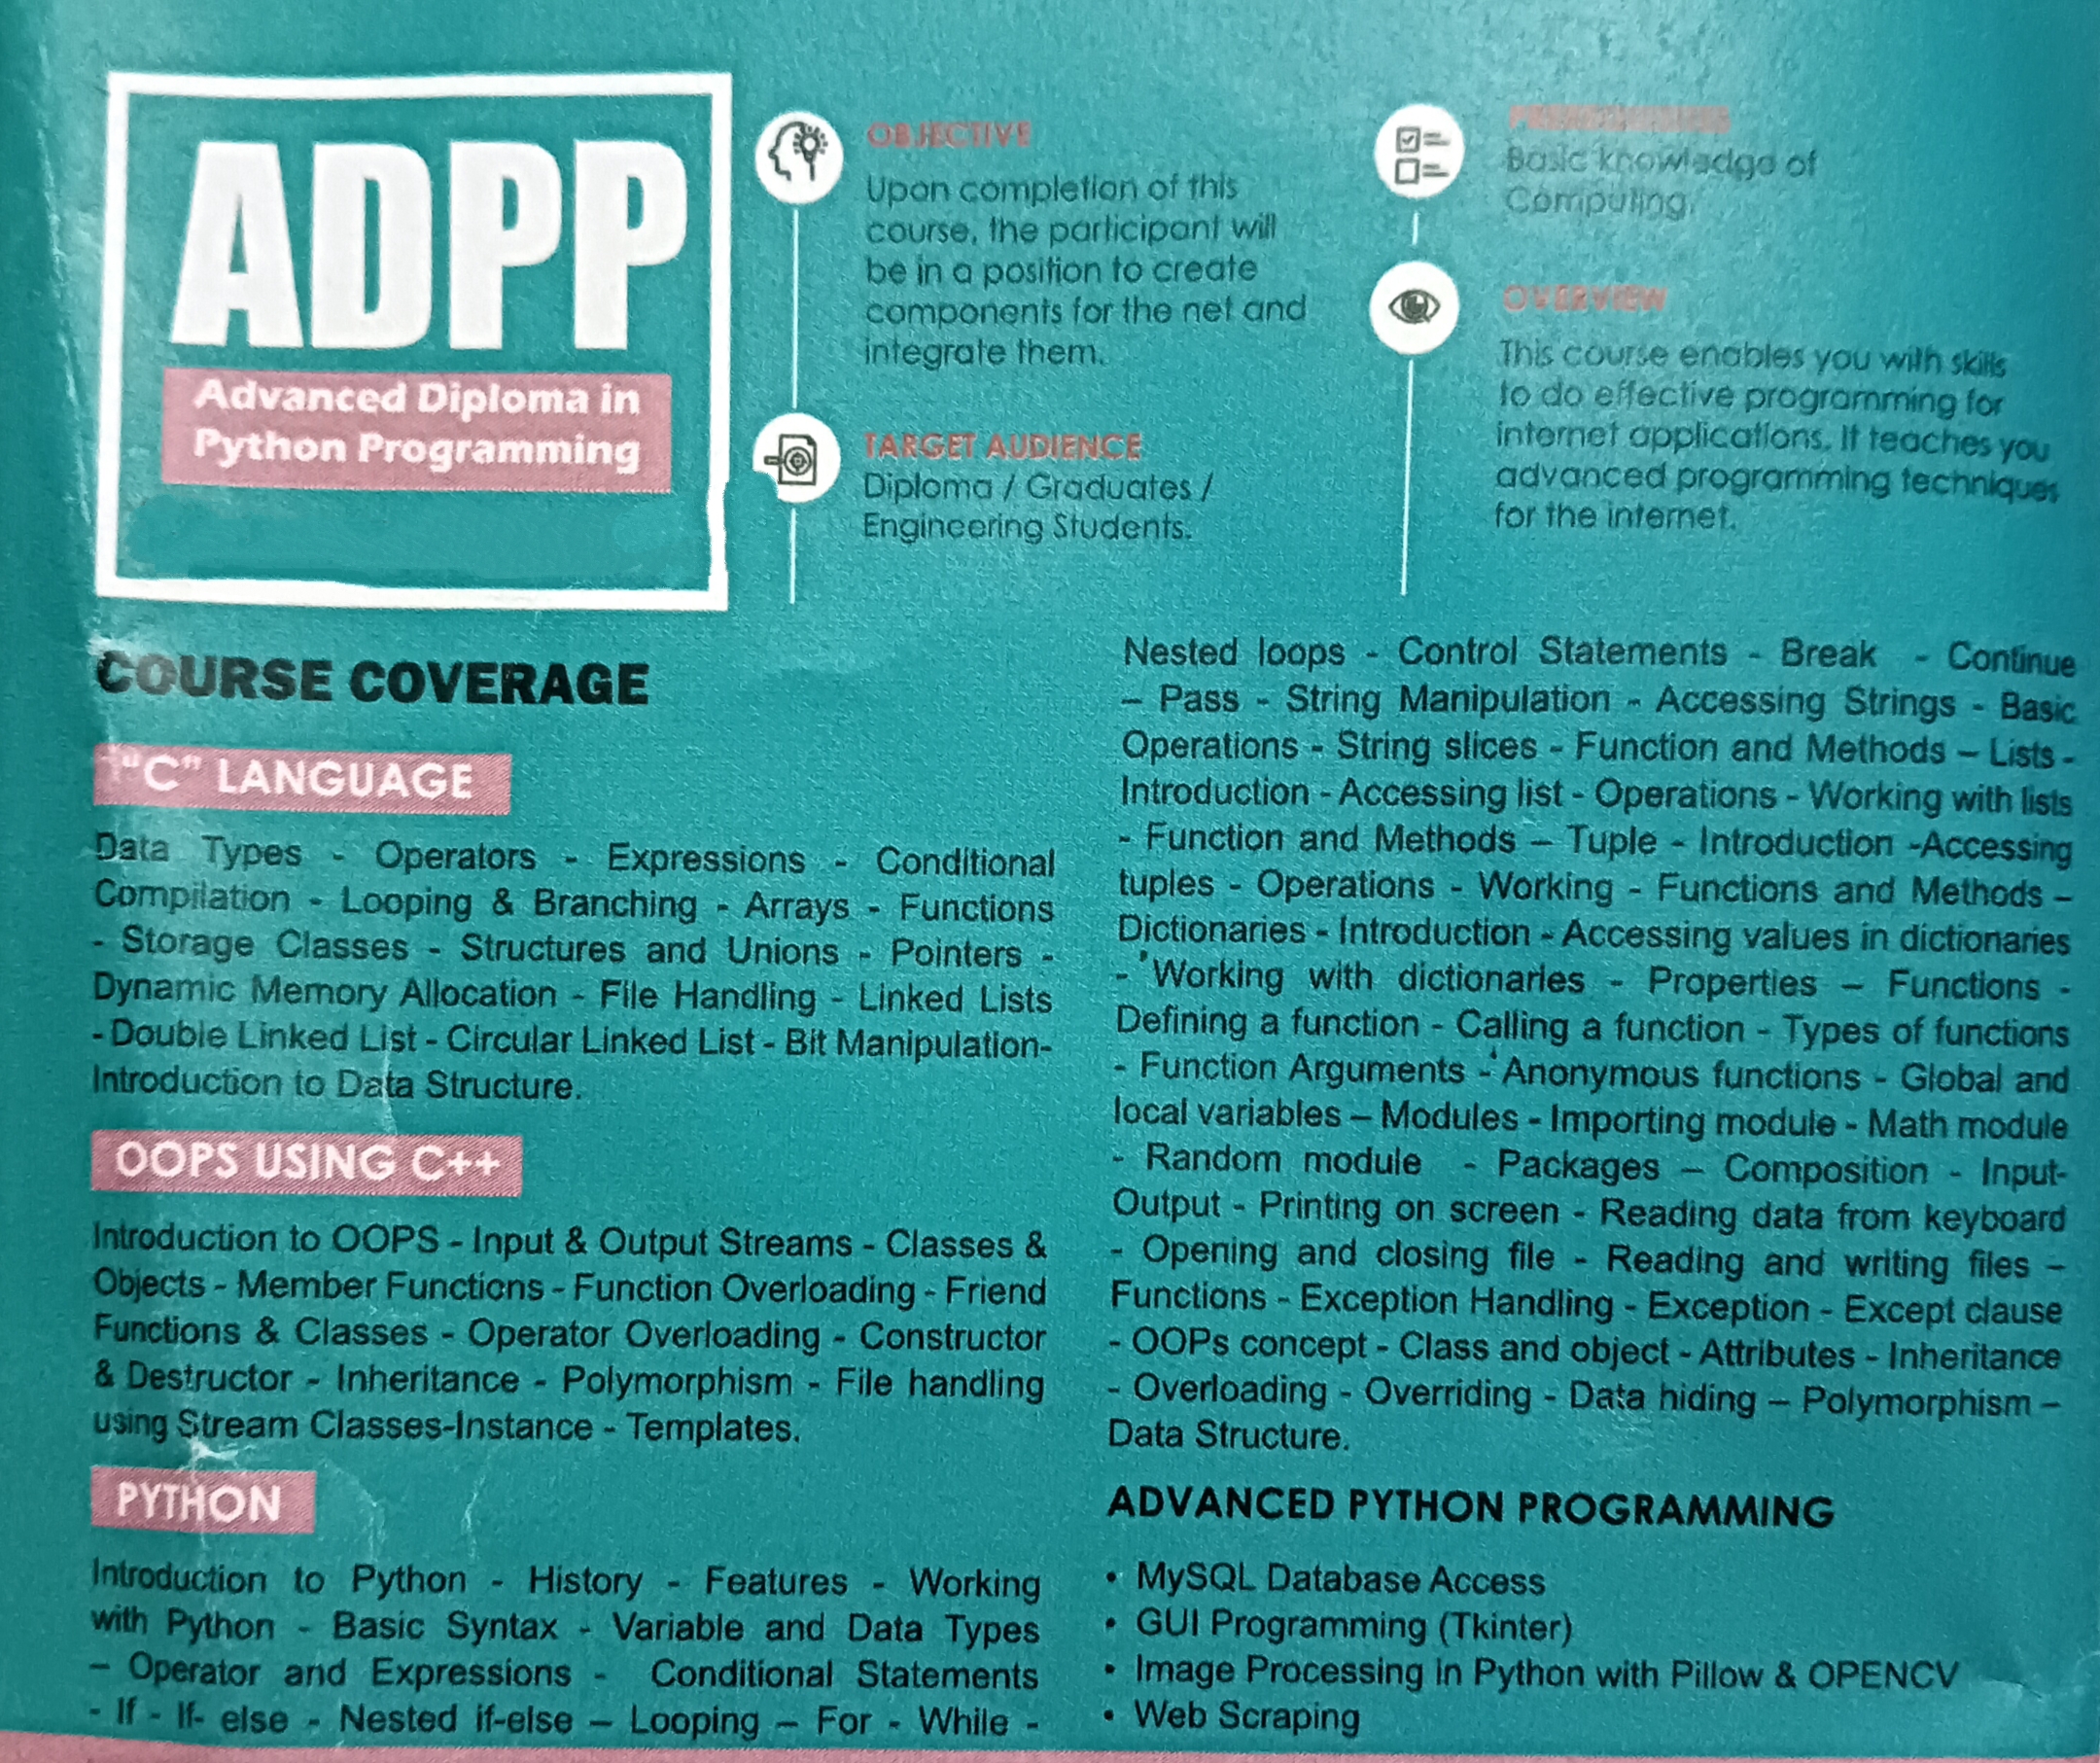 ADPP
Advanced Diploma in
Python Programming
OBJECTIVE
Upon completion of this
course, the participant will
be in a position to create
components for the net and
integrate them.
TARGET AUDIENCE
Diploma / Graduates /
Engineering Students.
Basic knowledge of
Computing.
OVERVIEW
This course enables you with skills
to do effective programming for
internet applications. It teaches you
advanced programming techniques
for the internet.
COURSE COVERAGE
"C" LANGUAGE
Data Types - Operators - Expressions - Conditional
Compilation - Looping & Branching - Arrays - Functions
- Storage Classes - Structures and Unions - Pointers -
Dynamic Memory Allocation - File Handling - Linked Lists
- Double Linked List - Circular Linked List - Bit Manipulation-
Introduction to Data Structure.
OOPS USING C++
Introduction to OOPS - Input & Output Streams - Classes &
Objects - Member Functions - Function Overloading - Friend
Functions & Classes - Operator Overloading - Constructor
& Destructor - Inheritance - Polymorphism - File handling
using Stream Classes-Instance - Templates.
PYTHON
Introduction to Python - History - Features - Working
with Python - Basic Syntax - Variable and Data Types
– Operator and Expressions - Conditional Statements
- If - If- else - Nested if-else – Looping – For - While -
Nested loops - Control Statements - Break - Continue
– Pass - String Manipulation - Accessing Strings - Basic
Operations - String slices - Function and Methods – Lists -
Introduction - Accessing list - Operations - Working with lists
- Function and Methods – Tuple - Introduction -Accessing
tuples - Operations - Working - Functions and Methods –
Dictionaries - Introduction - Accessing values in dictionaries
- Working with dictionaries - Properties – Functions -
Defining a function - Calling a function - Types of functions
- Function Arguments - Anonymous functions - Global and
local variables – Modules - Importing module - Math module
- Random module - Packages – Composition - Input-
Output - Printing on screen - Reading data from keyboard
- Opening and closing file - Reading and writing files –
Functions - Exception Handling - Exception - Except clause
- OOPs concept - Class and object - Attributes - Inheritance
- Overloading - Overriding - Data hiding – Polymorphism –
Data Structure.
ADVANCED PYTHON PROGRAMMING
• MySQL Database Access
• GUI Programming (Tkinter)
• Image Processing in Python with Pillow & OPENCV
• Web Scraping